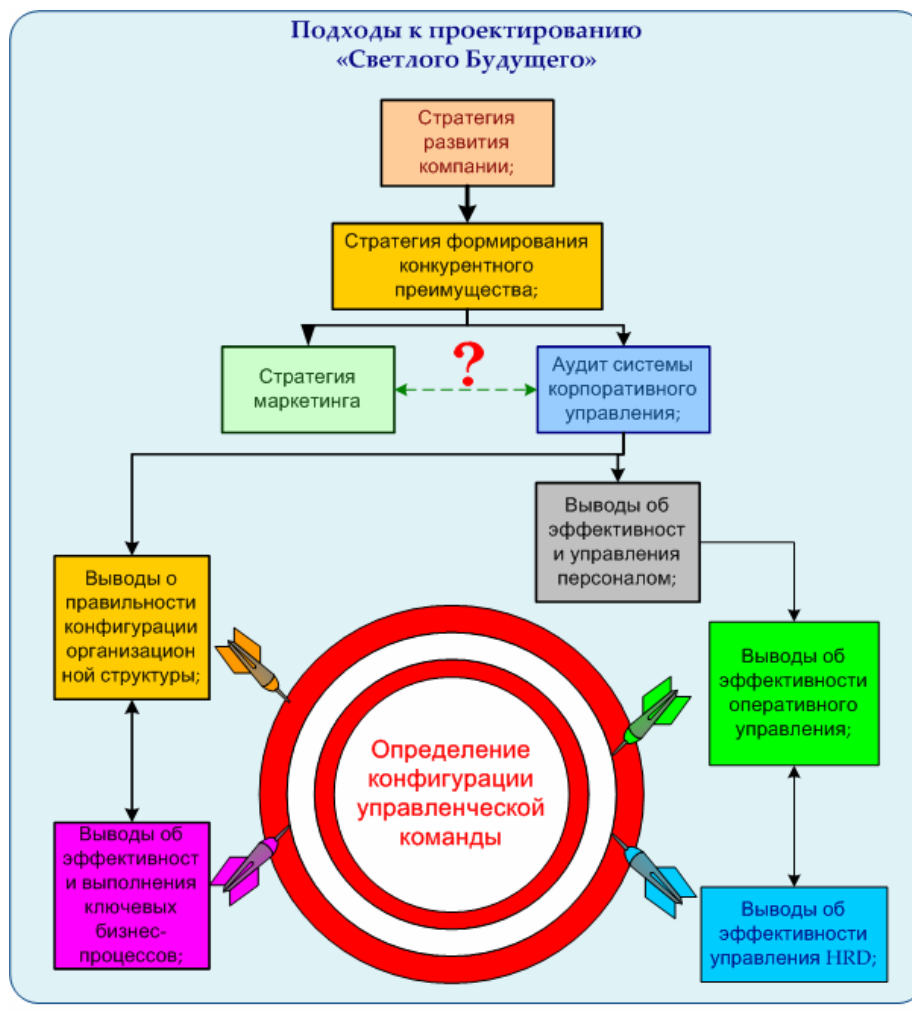 Подходы к проектированию
«Светлого Будущего»
Стратегия
развития
компании;
Стратегия формирования
конкурентного
преимущества;
Стратегия
маркетинга
?
Аудит системы
корпоративного
управления;
Выводы об
эффективност
и управления
персоналом;
Выводы о
правильности
конфигурации
организацион
ной структуры;
Выводы об
эффективности
оперативного
управления;
Определение
конфигурации
управленческой
команды
Выводы об
эффективност
и выполнения
ключевых
бизнес-
процессов;
Выводы об
эффективности
управления HRD;